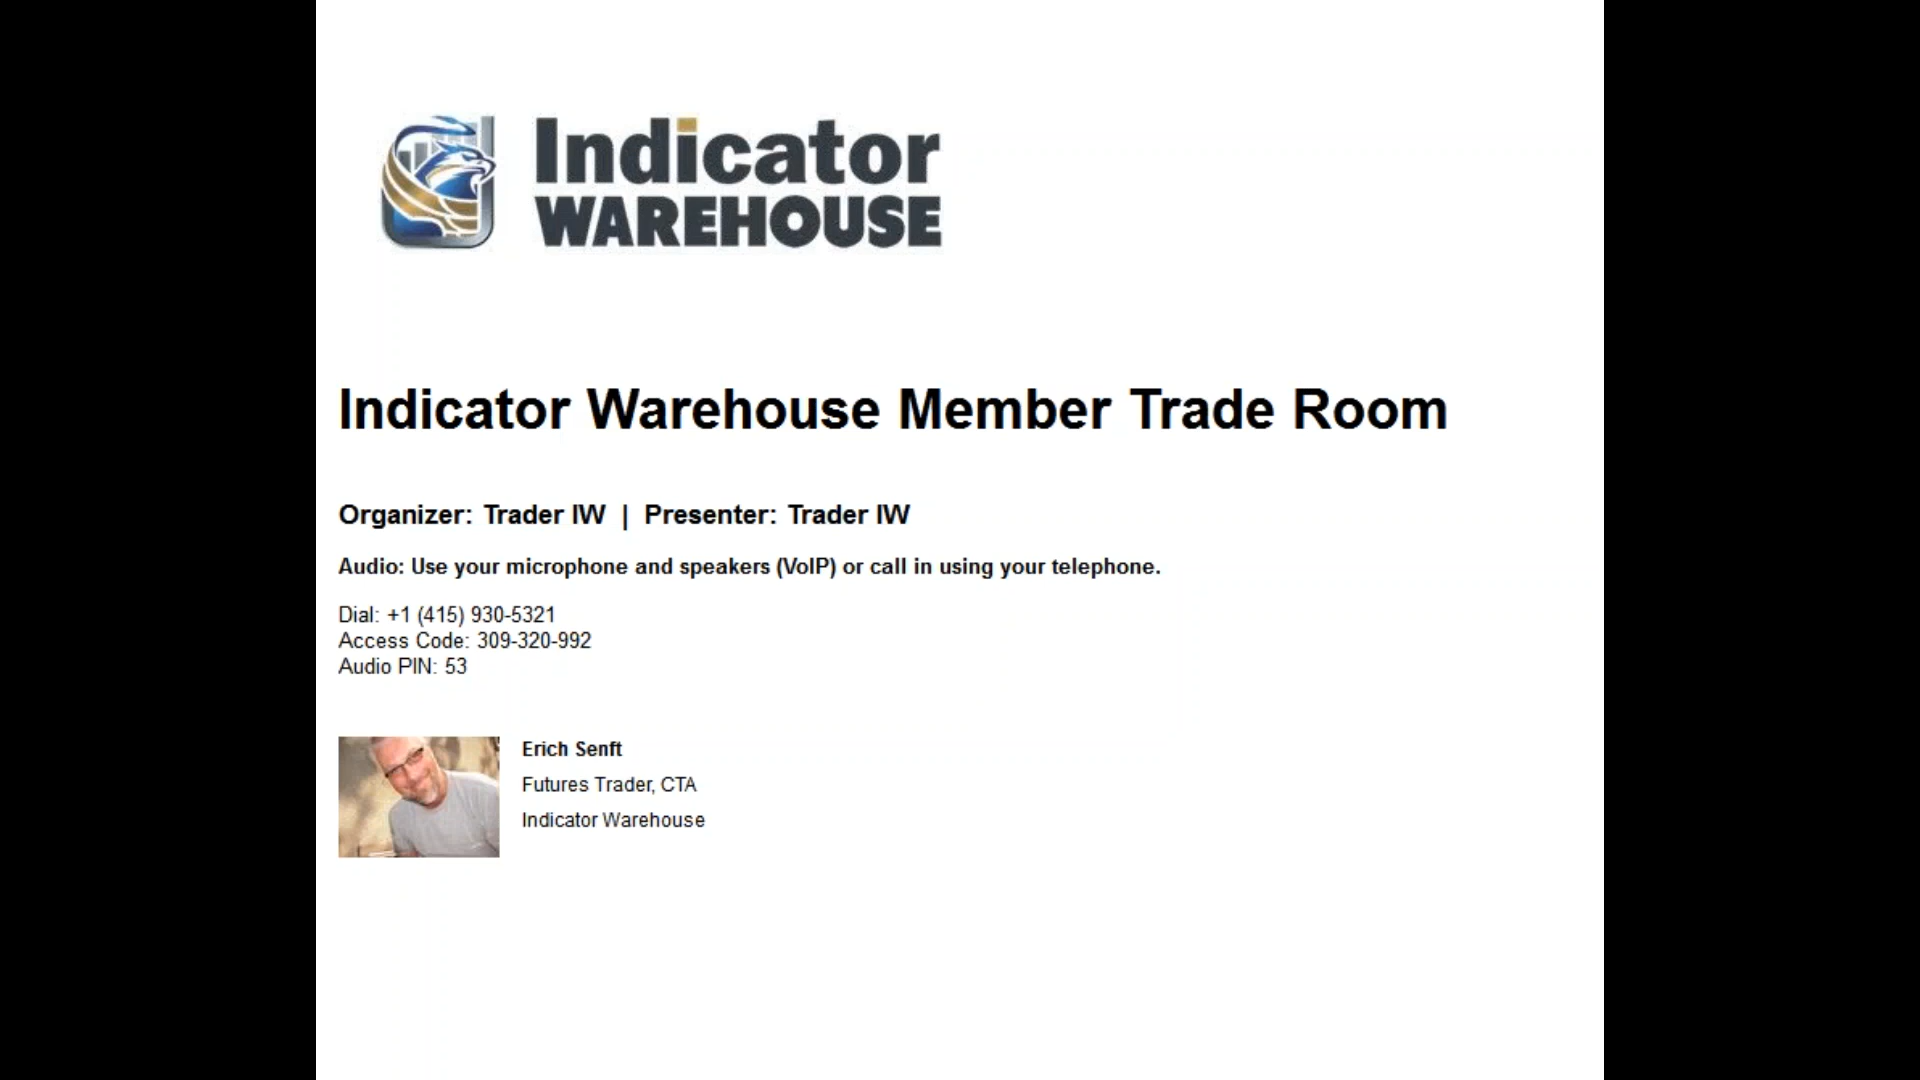 Indicator
WAREHOUSE
Indicator Warehouse Member Trade Room
Organizer: Trader IW | Presenter: Trader IW
Audio: Use your microphone and speakers (VoIP) or call in using your telephone.
Dial: +1 (415) 930-5321
Access Code: 309-320-992
Audio PIN: 53
Erich Senft
Futures Trader, CTA
Indicator Warehouse